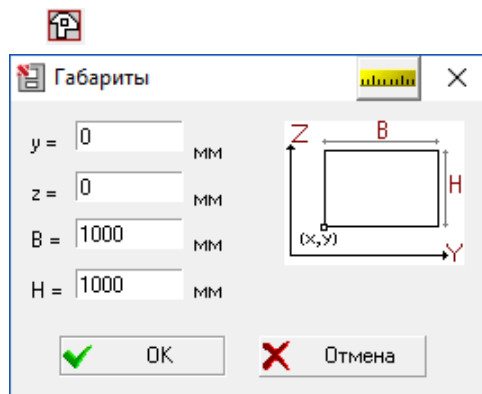 Габариты
y = 0 мм
z = 0 мм
B = 1000 мм
H = 1000 мм
Z
B
H
(x,y)
Y
OK
Отмена